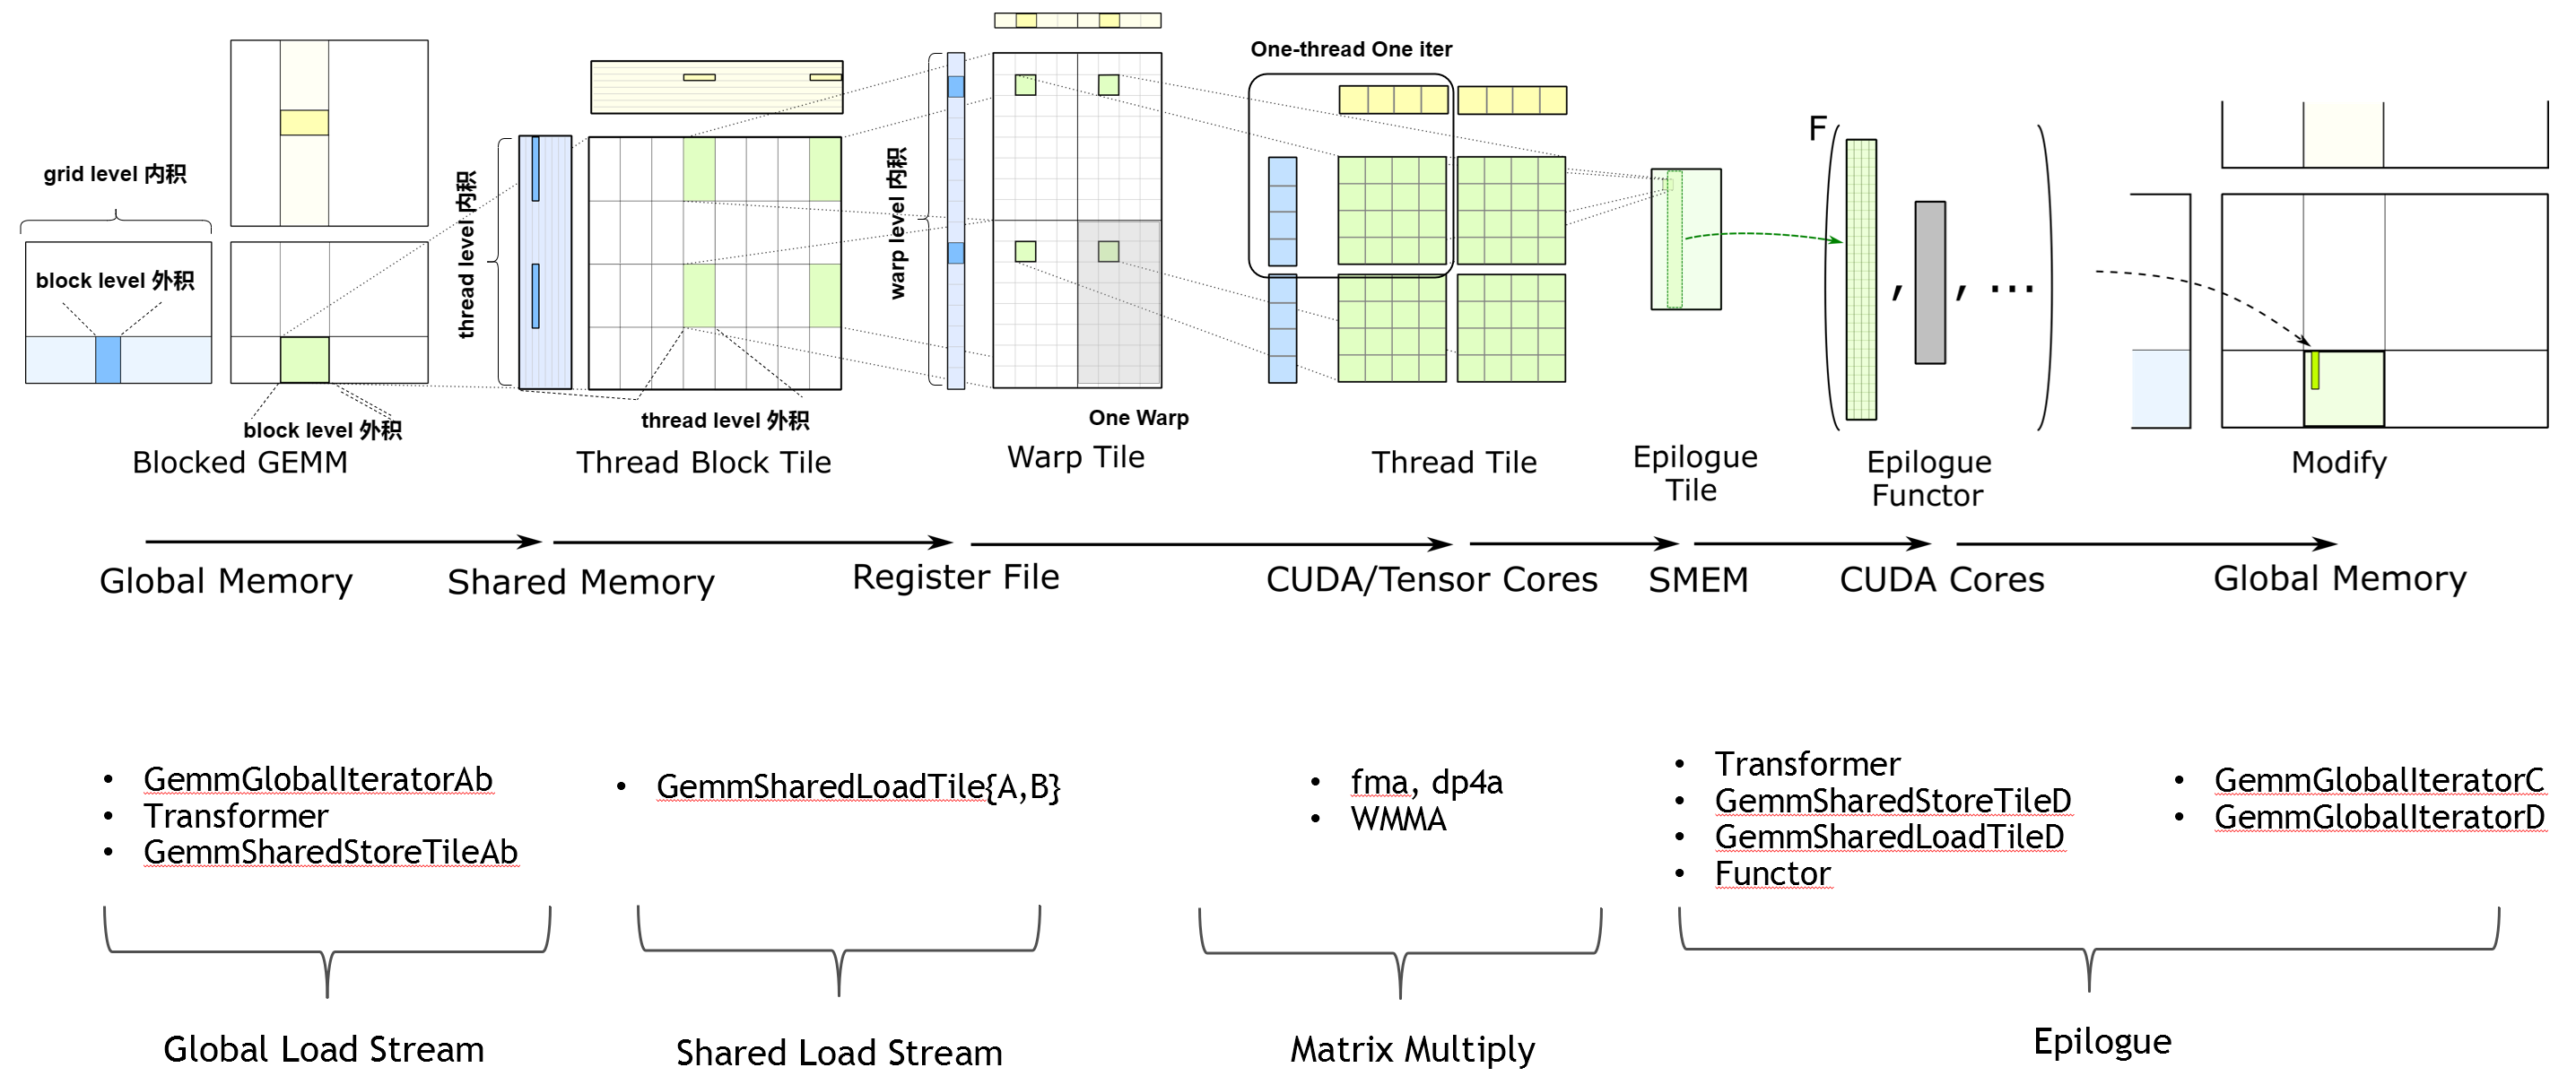 One-thread One iter
grid level 内积
block level 外积
block level 外积
thread level 内积
thread level 外积
warp level 内积
One Warp
F
, , ...
Blocked GEMM
Thread Block Tile
Warp Tile
Thread Tile
Epilogue
Tile
Epilogue
Functor
Modify
Global Memory
Shared Memory
Register File
CUDA/Tensor Cores
SMEM
CUDA Cores
Global Memory
• GemmGlobalIteratorAb
• Transformer
• GemmSharedStoreTileAb
• GemmSharedLoadTile{A,B}
• fma, dp4a
• WMMA
• Transformer
• GemmSharedStoreTileD
• GemmSharedLoadTileD
• Functor
• GemmGlobalIteratorC
• GemmGlobalIteratorD
Global Load Stream
Shared Load Stream
Matrix Multiply
Epilogue